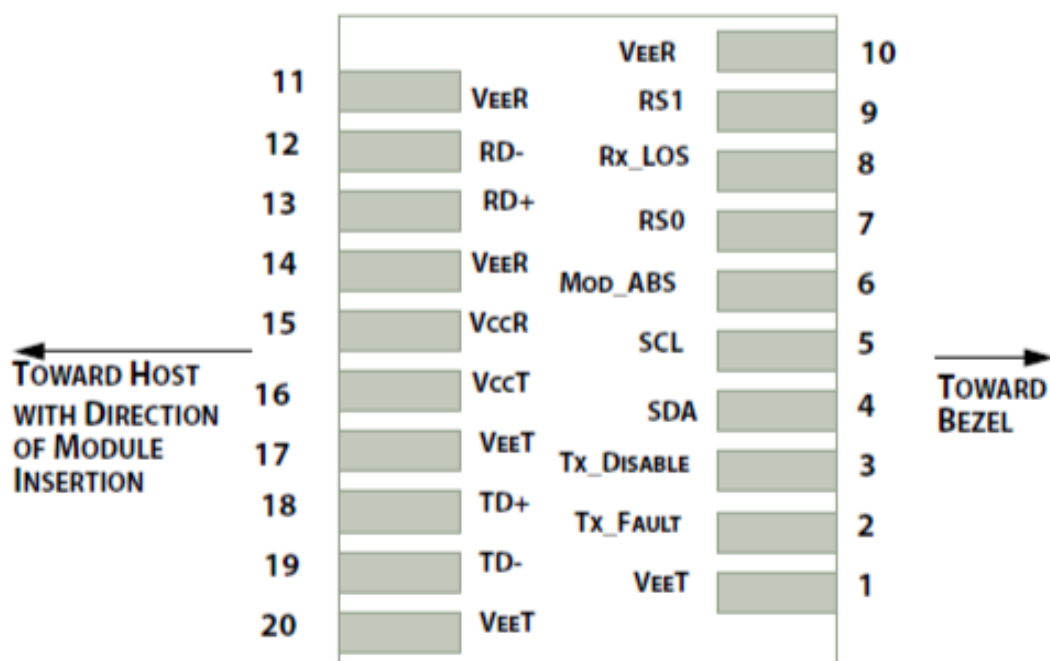 11 VEER
12 RD-
13 RD+
14 VEER
15 VCCR
16 VCCT
17 VEET
18 TD+
19 TD-
20 VEET
TOWARD HOST
WITH DIRECTION
OF MODULE
INSERTION
VEER 10
RS1 9
RX_LOS 8
RS0 7
MOD_ABS 6
SCL 5
SDA 4
TX_DISABLE 3
TX_FAULT 2
VEET 1
TOWARD
BEZEL